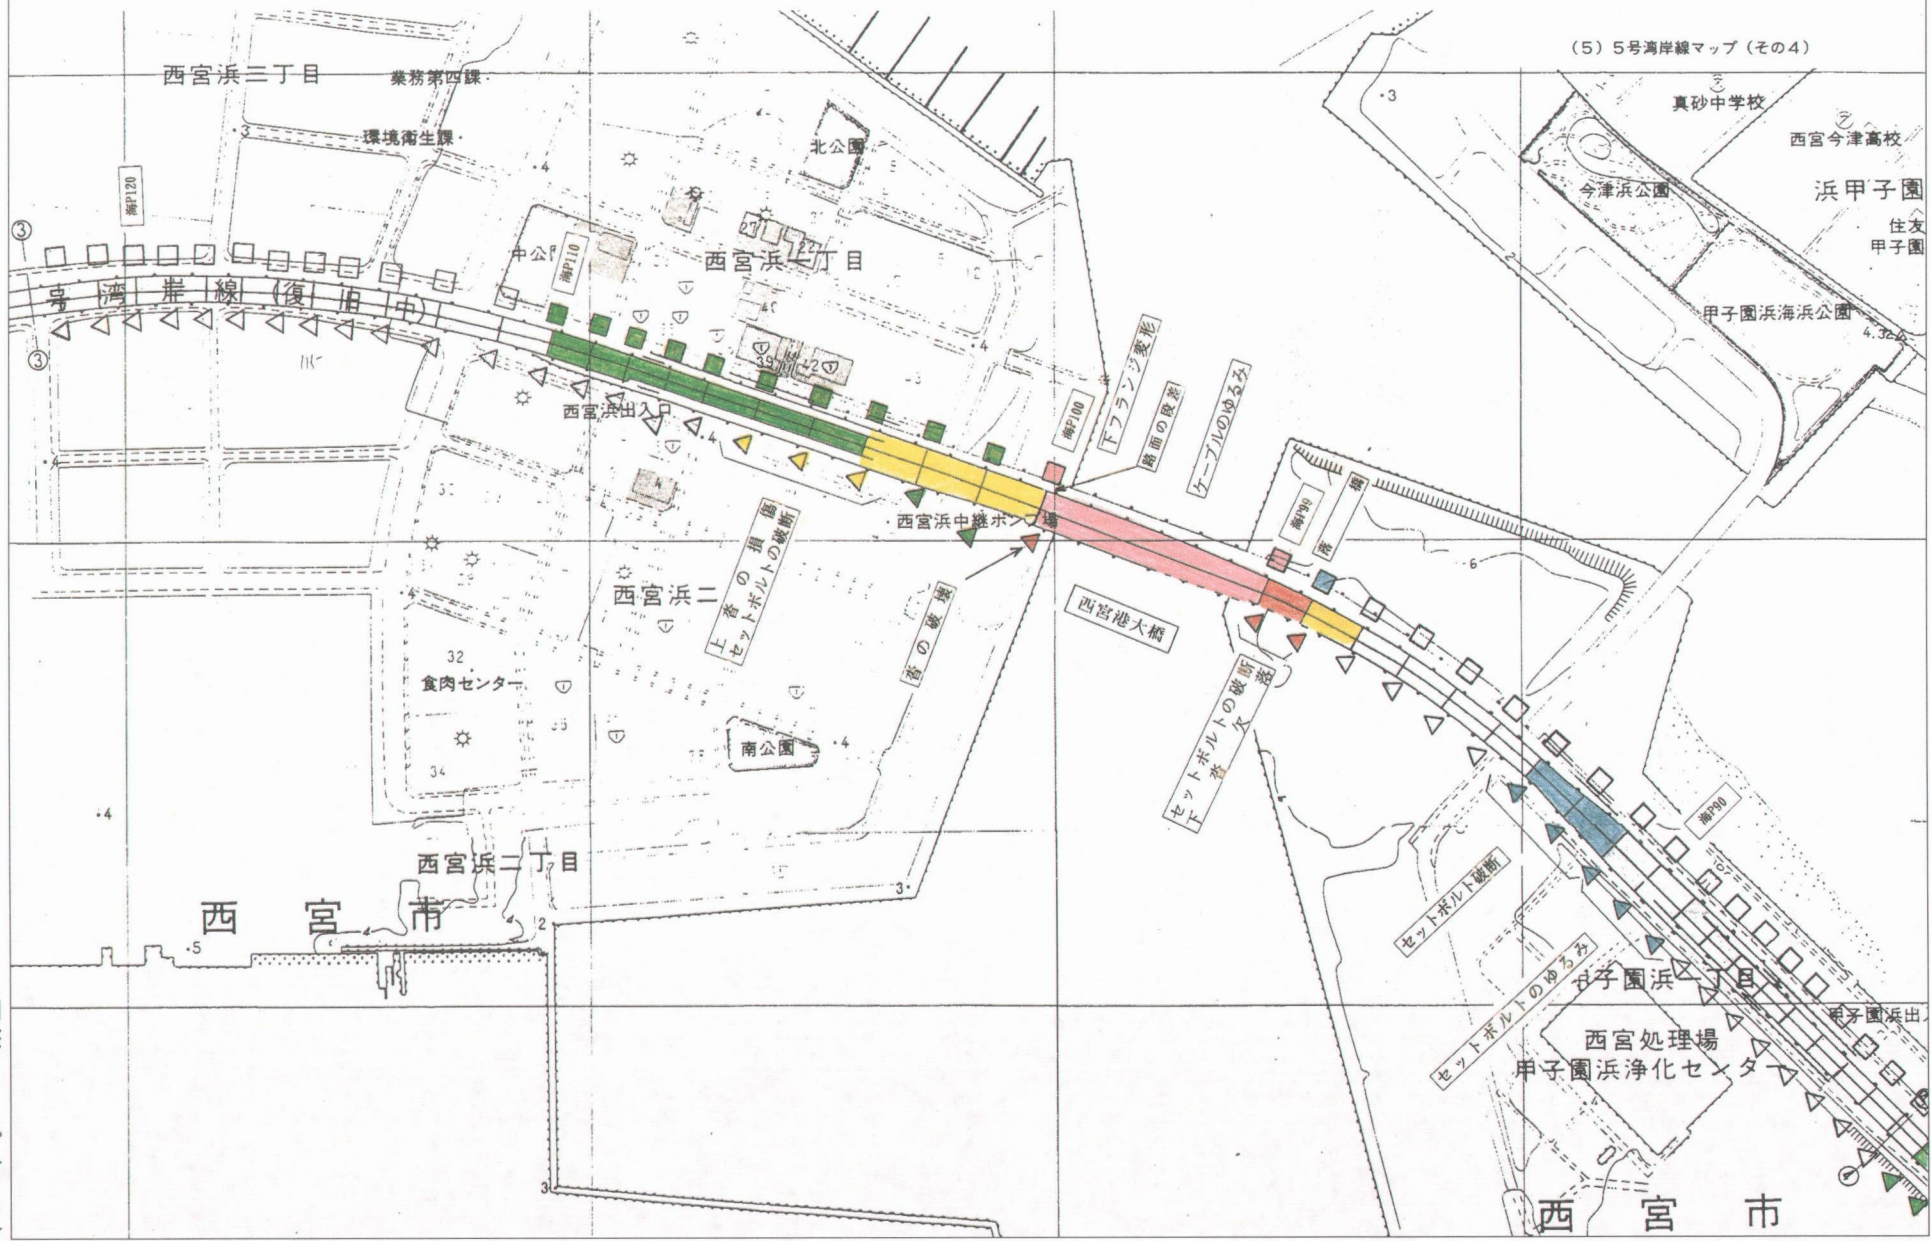 (5) 5号湾岸線マップ (その4)
西宮浜三丁目
業務第四課
環境衛生課
海P120
③
号湾岸線(復旧中)
③
北公園
海P110
西宮浜一丁目
西宮浜出入口
真砂中学校
西宮今津高校
今津浜公園
浜甲子園
住友
甲子園
甲子園浜海浜公園
4.32
下フランジ変形
海P100
路面の段差
ケーブルのゆるみ
海P99
落橋
西宮浜中継ポンプ場
上沓の損傷
セットボルトの破断
西宮浜二
沓の破壊
西宮港大橋
セットボルトの破断
下沓欠落
32
食肉センター
34
南公園
西宮浜二丁目
西宮市
海P90
セットボルト破断
セットボルトのゆるみ
甲子園浜一丁目
甲子園浜出
西宮処理場
甲子園浜浄化センター
④
西宮市